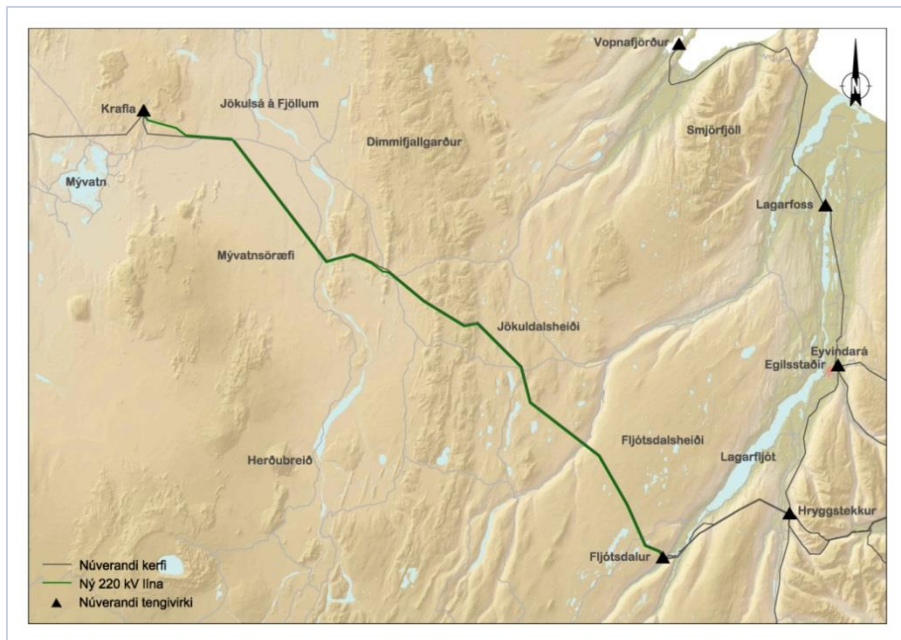 Vopnafjörður
N
Krafla
Jökulsá á Fjöllum
Dimmifjallgarður
Smjörfjöll
Mývatn
Lagarfoss
Mývatnsöræfi
Jökuldalsheiði
Eyvindará
Egilsstaðir
Fljótsdalsheiði
Herðubreið
Lagarfljót
Hryggstekkur
Fljótsdalur
Núverandi kerfi
Ný 220 kV lína
Núverandi tengivirki